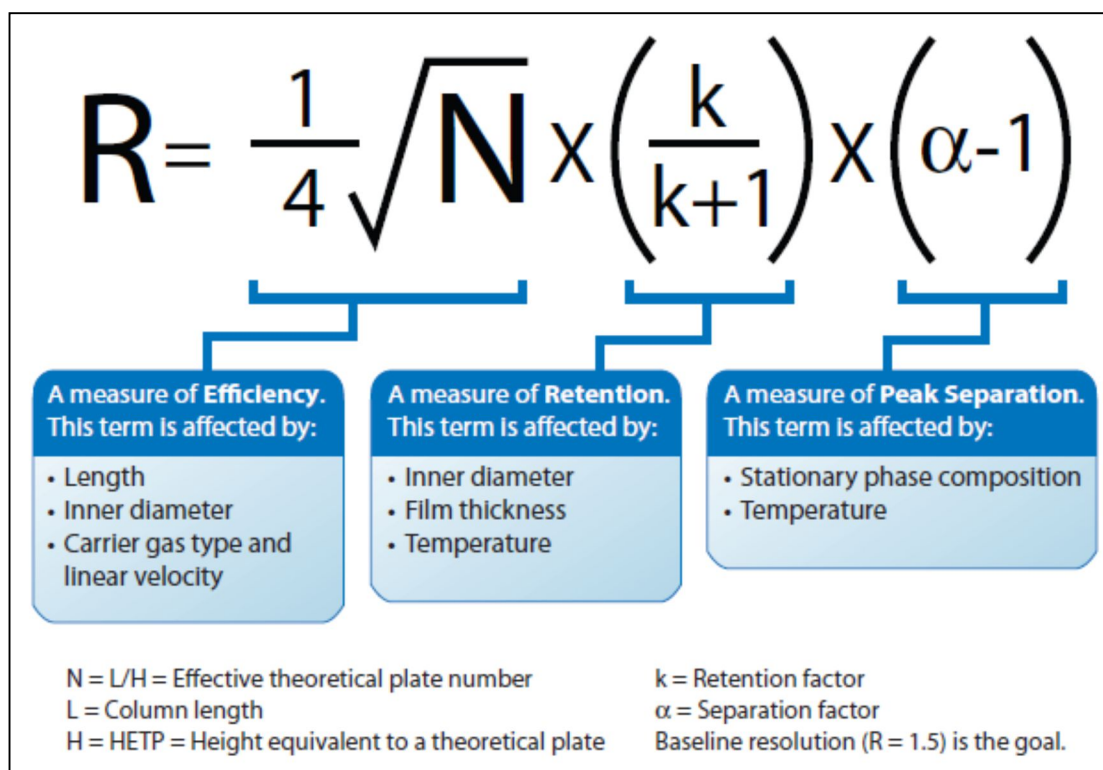 R = 1/4 √N X (k/k+1) X (α-1)
A measure of Efficiency.
This term is affected by:
• Length
• Inner diameter
• Carrier gas type and
linear velocity
A measure of Retention.
This term is affected by:
• Inner diameter
• Film thickness
• Temperature
A measure of Peak Separation.
This term is affected by:
• Stationary phase composition
• Temperature
N = L/H = Effective theoretical plate number
L = Column length
H = HETP = Height equivalent to a theoretical plate
k = Retention factor
α = Separation factor
Baseline resolution (R = 1.5) is the goal.